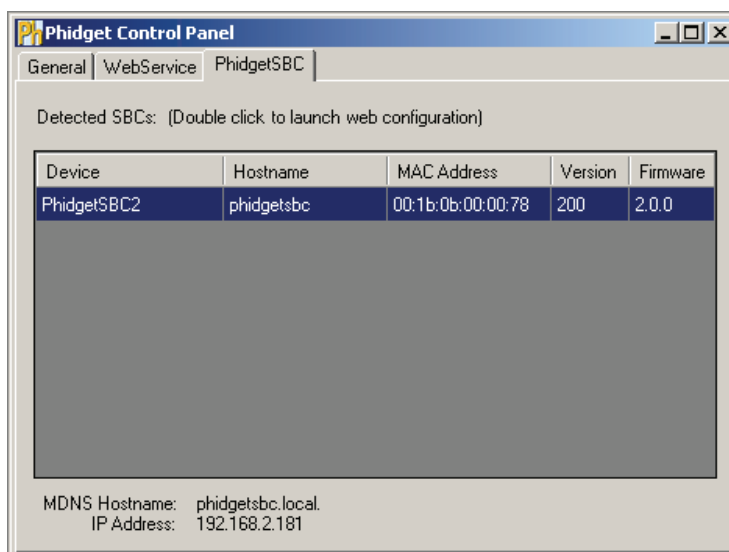 Ph Phidget Control Panel
General WebService PhidgetSBC
Detected SBCs: (Double click to launch web configuration)
Device Hostname MAC Address Version Firmware
PhidgetSBC2 phidgetsbc 00:1b:0b:00:00:78 200 2.0.0
MDNS Hostname: phidgetsbc.local.
IP Address: 192.168.2.181